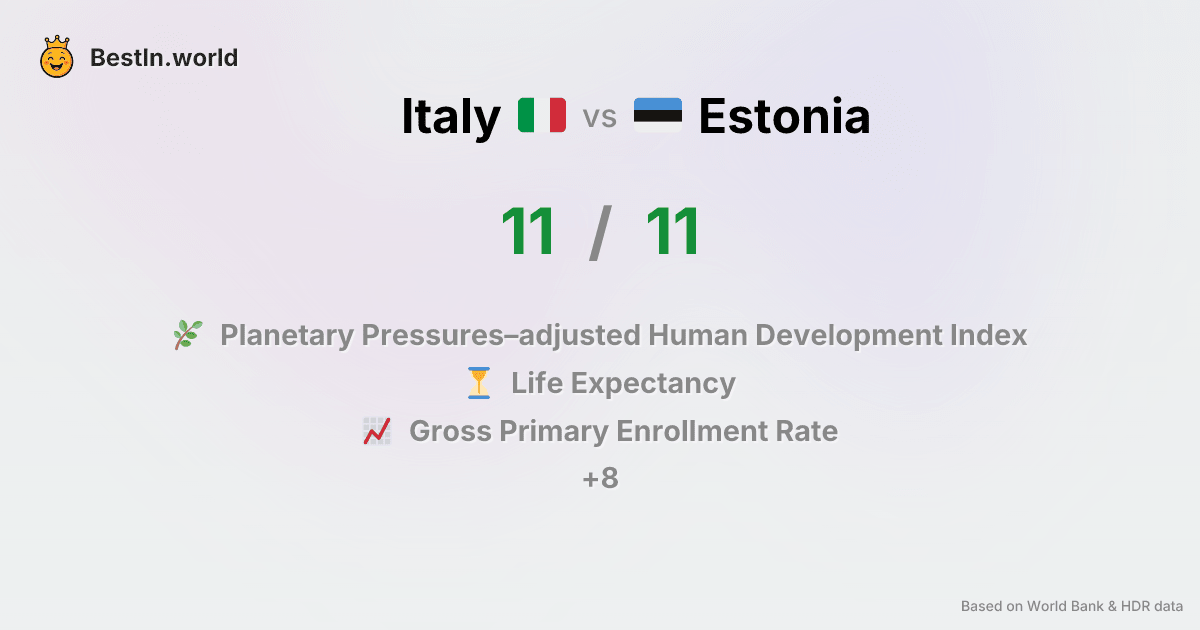 BestIn.world
Italy vs Estonia
11 / 11
Planetary Pressures–adjusted Human Development Index
Life Expectancy
Gross Primary Enrollment Rate
+8
Based on World Bank & HDR data